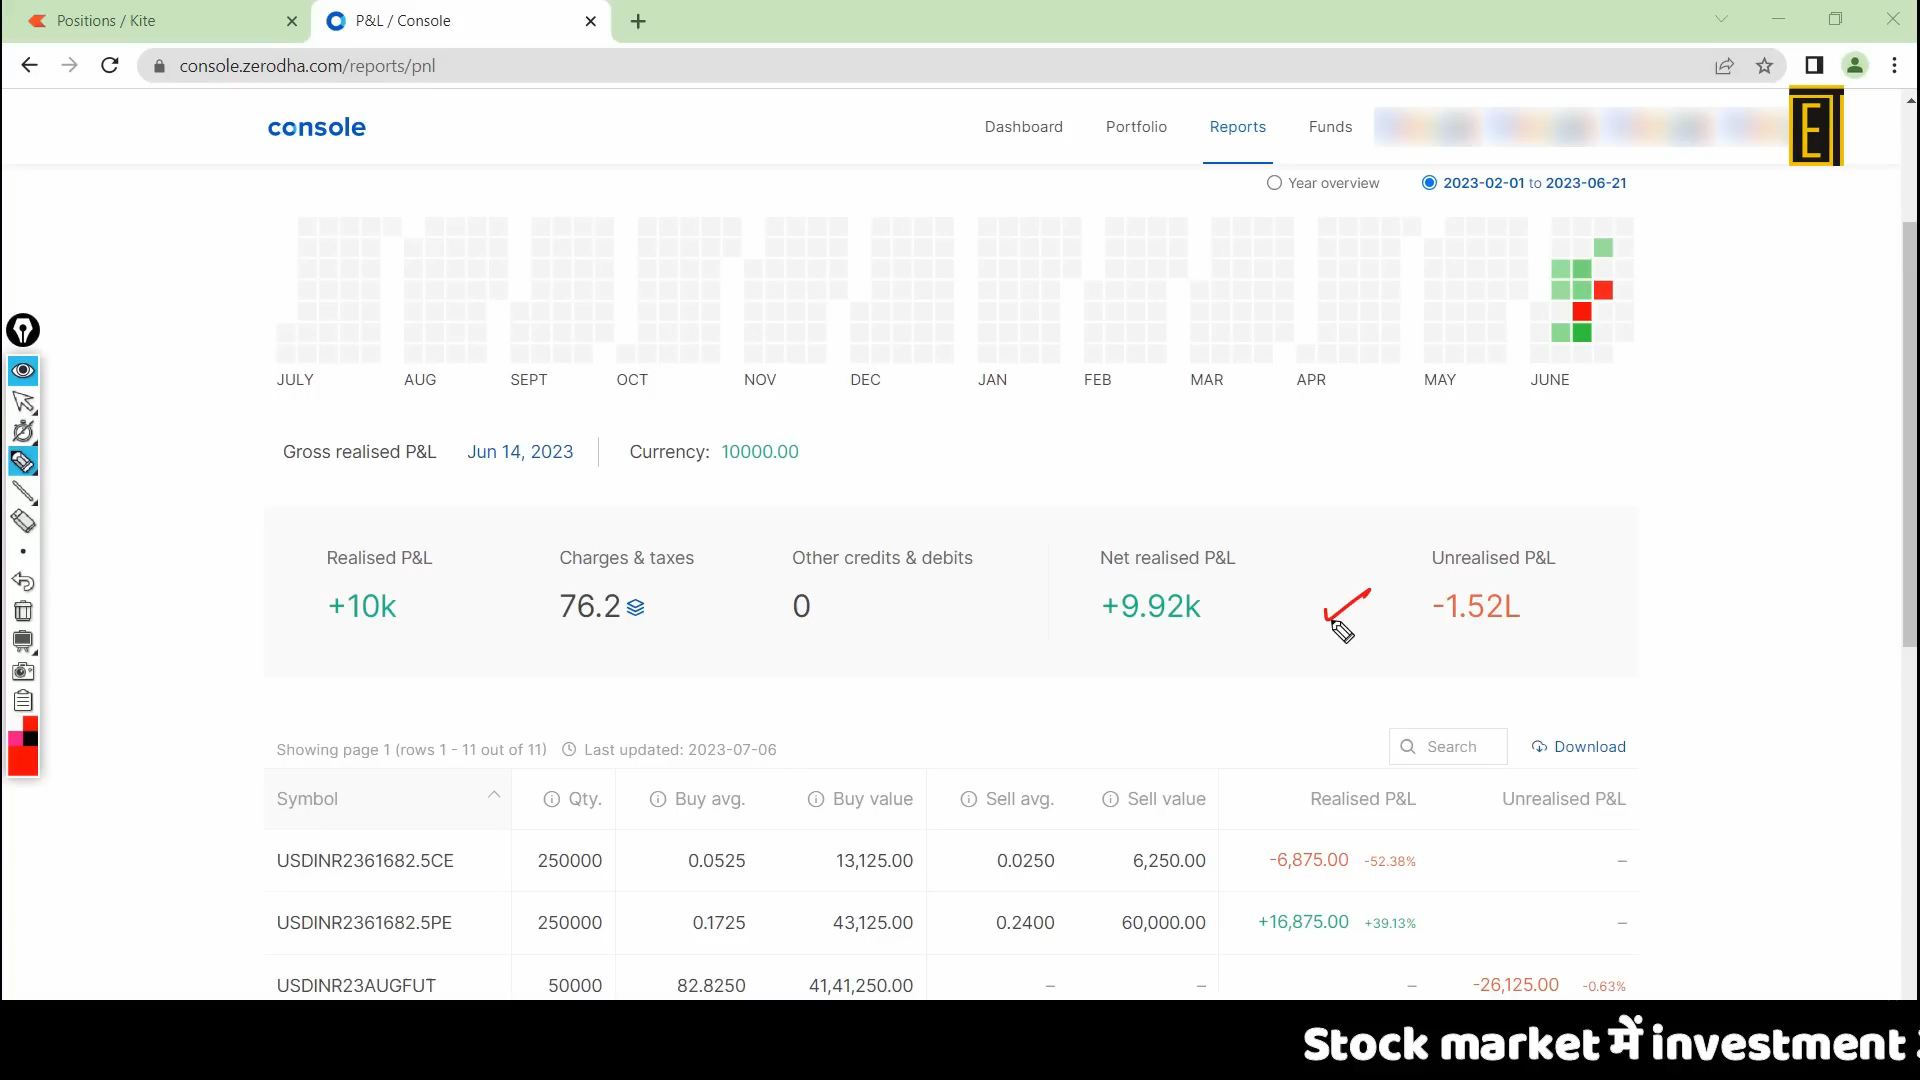 Positions / Kite
P&L / Console
console.zerodha.com/reports/pnl
console
Dashboard
Portfolio
Reports
Funds
E
Year overview
2023-02-01 to 2023-06-21
JULY AUG SEPT OCT NOV DEC JAN FEB MAR APR MAY JUNE
Gross realised P&L Jun 14, 2023 Currency: 10000.00
Realised P&L Charges & taxes Other credits & debits Net realised P&L Unrealised P&L
+10k 76.2 0 +9.92k -1.52L
Showing page 1 (rows 1 - 11 out of 11) Last updated: 2023-07-06 Search Download
Symbol Qty. Buy avg. Buy value Sell avg. Sell value Realised P&L Unrealised P&L
USDINR2361682.5CE 250000 0.0525 13,125.00 0.0250 6,250.00 -6,875.00 -52.38% –
USDINR2361682.5PE 250000 0.1725 43,125.00 0.2400 60,000.00 +16,875.00 +39.13% –
USDINR23AUGFUT 50000 82.8250 41,41,250.00 – – – -26,125.00 -0.63%
Stock market में investment